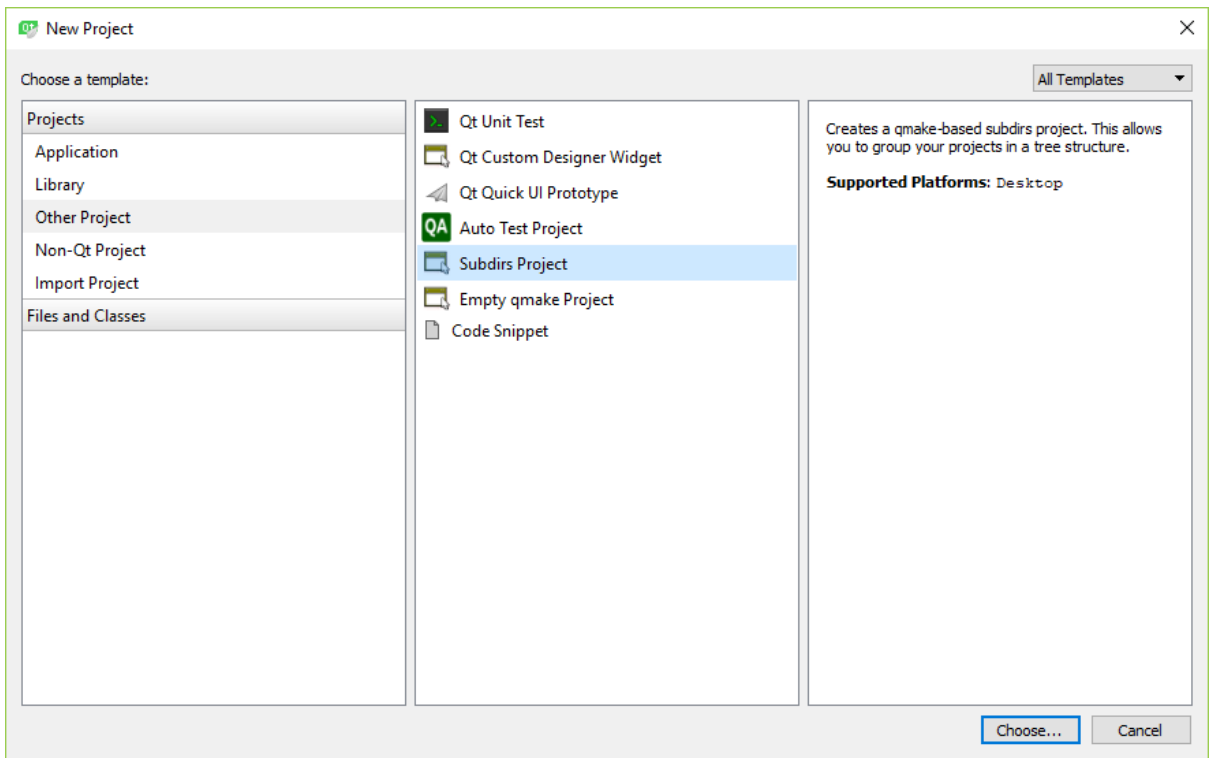 New Project
Choose a template:
All Templates
Projects
Application
Library
Other Project
Non-Qt Project
Import Project
Files and Classes
Qt Unit Test
Qt Custom Designer Widget
Qt Quick UI Prototype
QA Auto Test Project
Subdirs Project
Empty qmake Project
Code Snippet
Creates a qmake-based subdirs project. This allows
you to group your projects in a tree structure.
Supported Platforms: Desktop
Choose...
Cancel